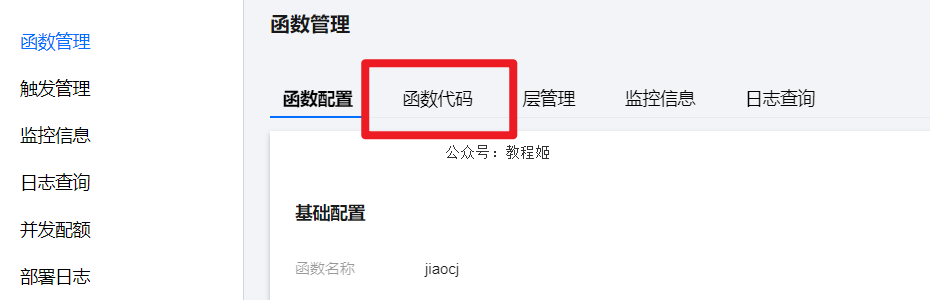 函数管理
触发管理
监控信息
日志查询
并发配额
部署日志
函数管理
函数配置 函数代码 层管理 监控信息 日志查询
公众号：教程姬
基础配置
函数名称 jiaocj